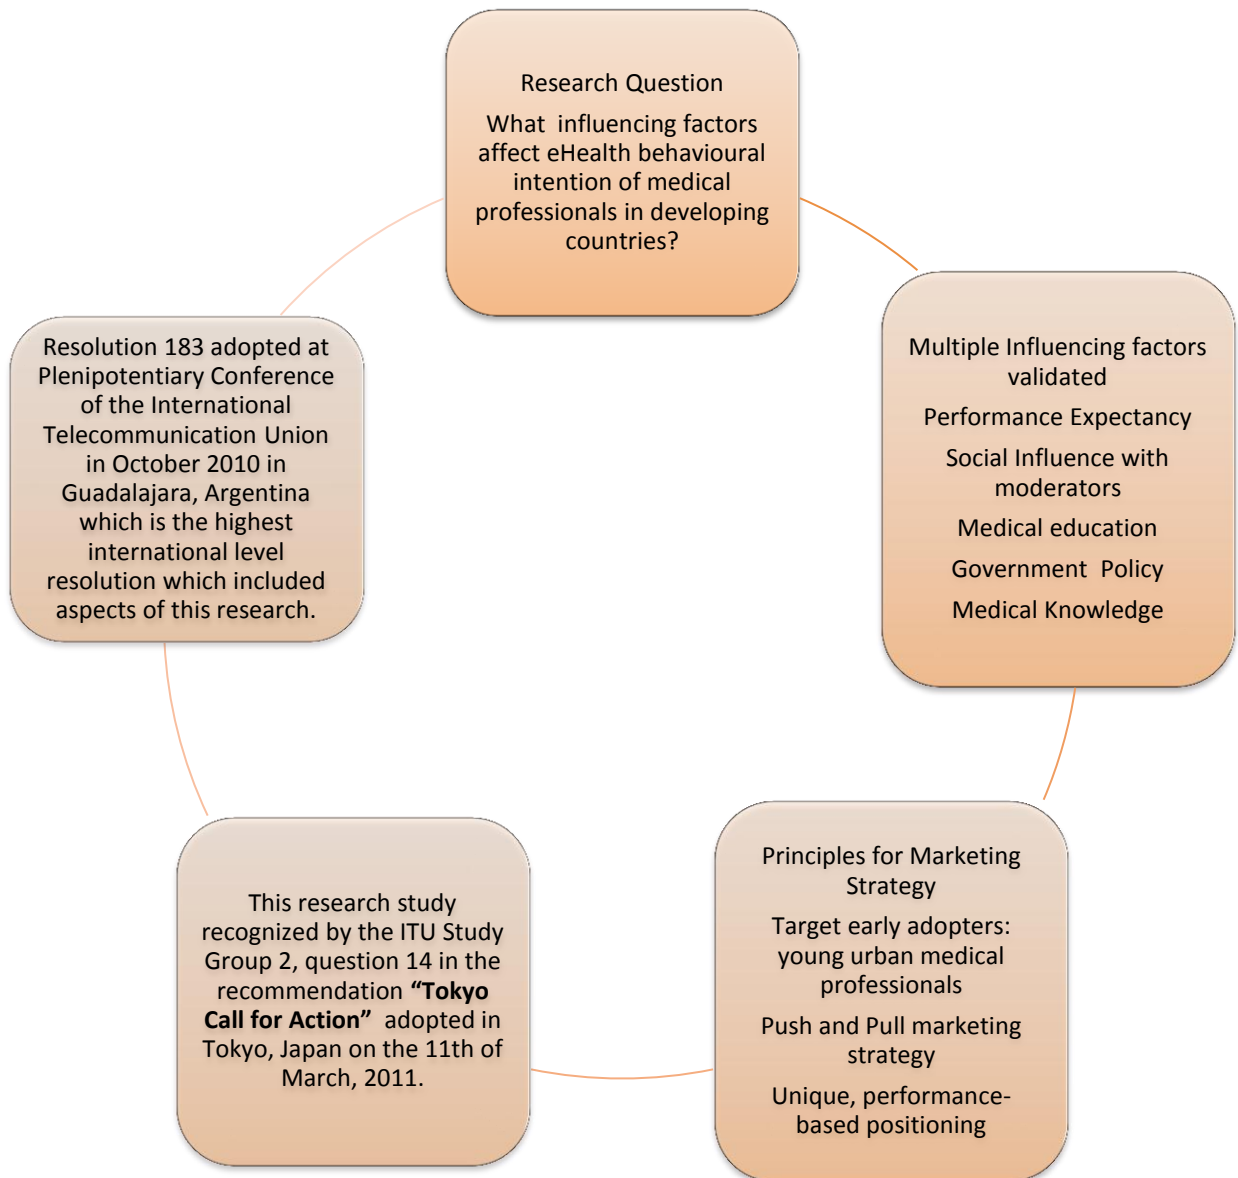 Research Question
What influencing factors
affect eHealth behavioural
intention of medical
professionals in developing
countries?
Multiple Influencing factors
validated
Performance Expectancy
Social Influence with
moderators
Medical education
Government Policy
Medical Knowledge
Principles for Marketing
Strategy
Target early adopters:
young urban medical
professionals
Push and Pull marketing
strategy
Unique, performance-
based positioning
This research study
recognized by the ITU Study
Group 2, question 14 in the
recommendation “Tokyo
Call for Action” adopted in
Tokyo, Japan on the 11th of
March, 2011.
Resolution 183 adopted at
Plenipotentiary Conference
of the International
Telecommunication Union
in October 2010 in
Guadalajara, Argentina
which is the highest
international level
resolution which included
aspects of this research.